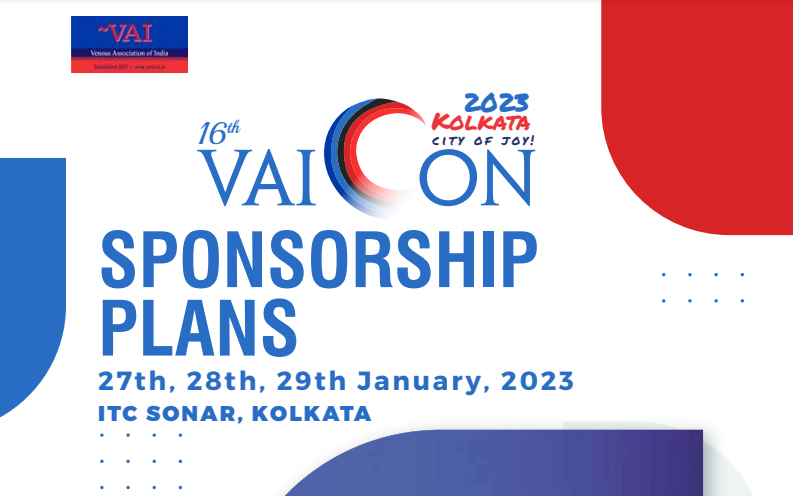 ~VAI
Venous Association of India
2023
KOLKATA
CITY OF JOY!
16th
VAICON
SPONSORSHIP
PLANS
27th, 28th, 29th January, 2023
ITC SONAR, KOLKATA